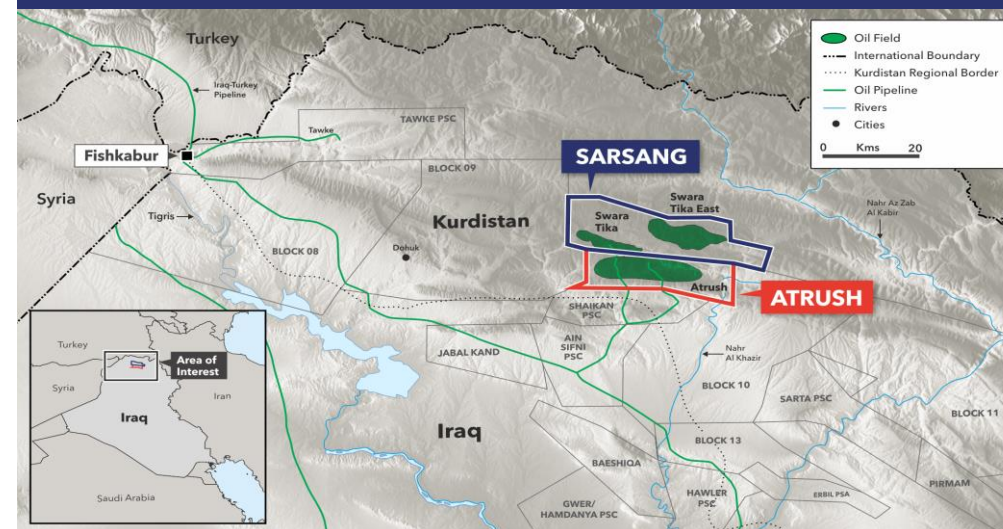 Turkey
Iraq-Turkey
Pipeline
TAWKE PSC
Tawke
Fishkabur
BLOCK 09
Syria
Tigris
Kurdistan
BLOCK 08
Dohuk
SARSANG
Swara
Tika East
Swara
Tika
Nahr Az Zab
Al Kabir
Atrush
ATRUSH
SHAIKAN
PSC
AIN
SIFNI
PSC
JABAL KAND
Nahr
Al Khazir
BLOCK 10
SARTA PSC
BLOCK 11
Iraq
BLOCK 13
BAESHIQA
PIRMAM
HAWLER
PSC
ERBIL PSA
GWER/
HAMDANYA PSC
Oil Field
International Boundary
Kurdistan Regional Border
Oil Pipeline
Rivers
Cities
0 Kms 20
Turkey
Area of
Interest
Syria
Iran
Iraq
Saudi Arabia